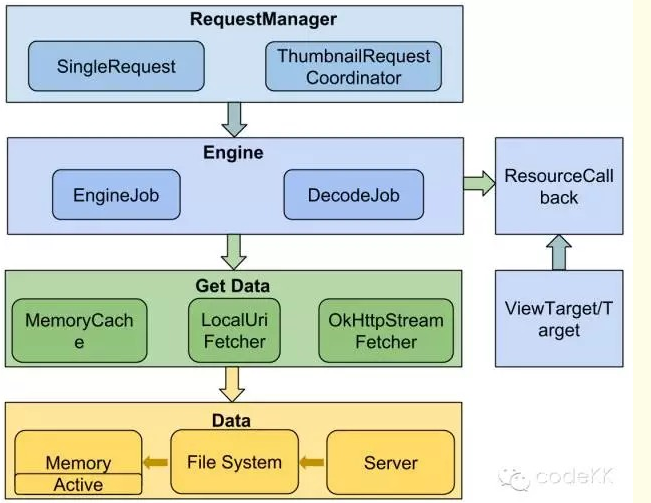 RequestManager
SingleRequest
ThumbnailRequest
Coordinator
Engine
EngineJob
DecodeJob
ResourceCall
back
Get Data
MemoryCach
e
LocalUri
Fetcher
OkHttpStream
Fetcher
ViewTarget/T
arget
Data
Memory
Active
File System
Server
codeKK